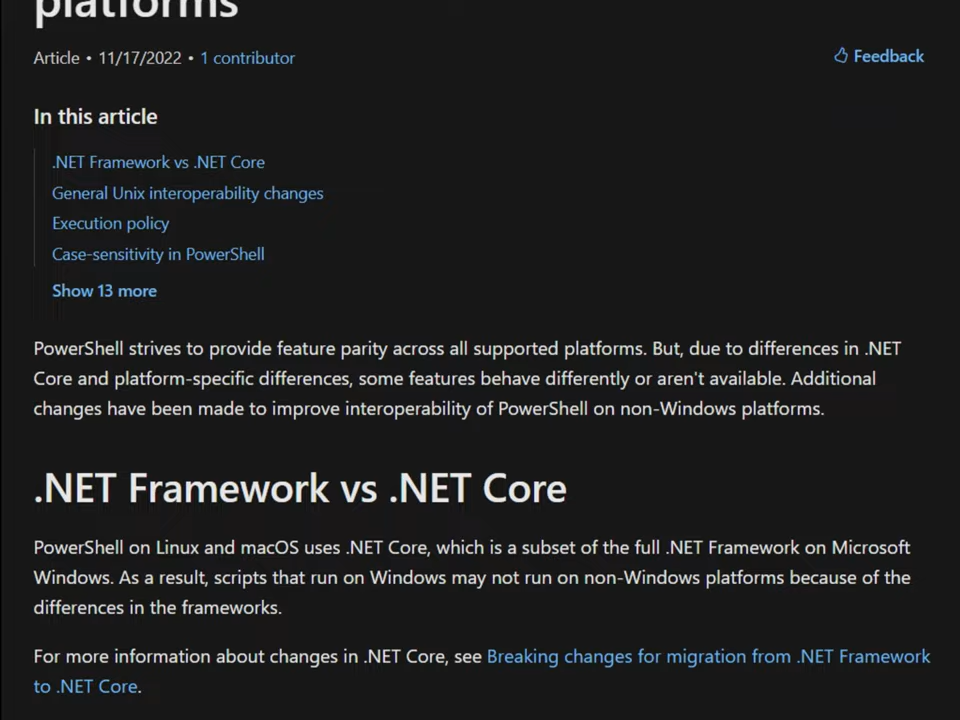 platforms
Article • 11/17/2022 • 1 contributor
Feedback
In this article
.NET Framework vs .NET Core
General Unix interoperability changes
Execution policy
Case-sensitivity in PowerShell
Show 13 more
PowerShell strives to provide feature parity across all supported platforms. But, due to differences in .NET
Core and platform-specific differences, some features behave differently or aren't available. Additional
changes have been made to improve interoperability of PowerShell on non-Windows platforms.
.NET Framework vs .NET Core
PowerShell on Linux and macOS uses .NET Core, which is a subset of the full .NET Framework on Microsoft
Windows. As a result, scripts that run on Windows may not run on non-Windows platforms because of the
differences in the frameworks.
For more information about changes in .NET Core, see Breaking changes for migration from .NET Framework
to .NET Core.